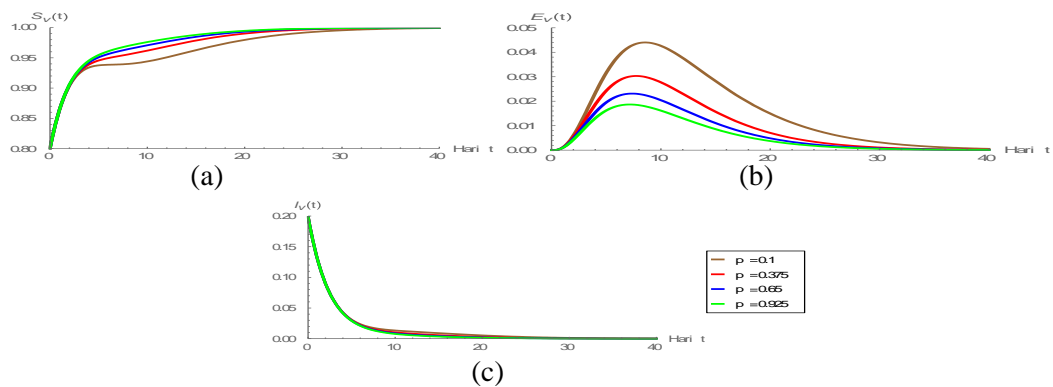 S_v(t)
1.00
0.95
0.90
0.85
0.80
0
10
20
30
40
Hari t
(a)
E_v(t)
0.05
0.04
0.03
0.02
0.01
0.00
0
10
20
30
40
Hari t
(b)
I_v(t)
0.20
0.15
0.10
0.05
0.00
0
10
20
30
40
Hari t
p =0.1
p =0.375
p =0.65
p =0.925
(c)